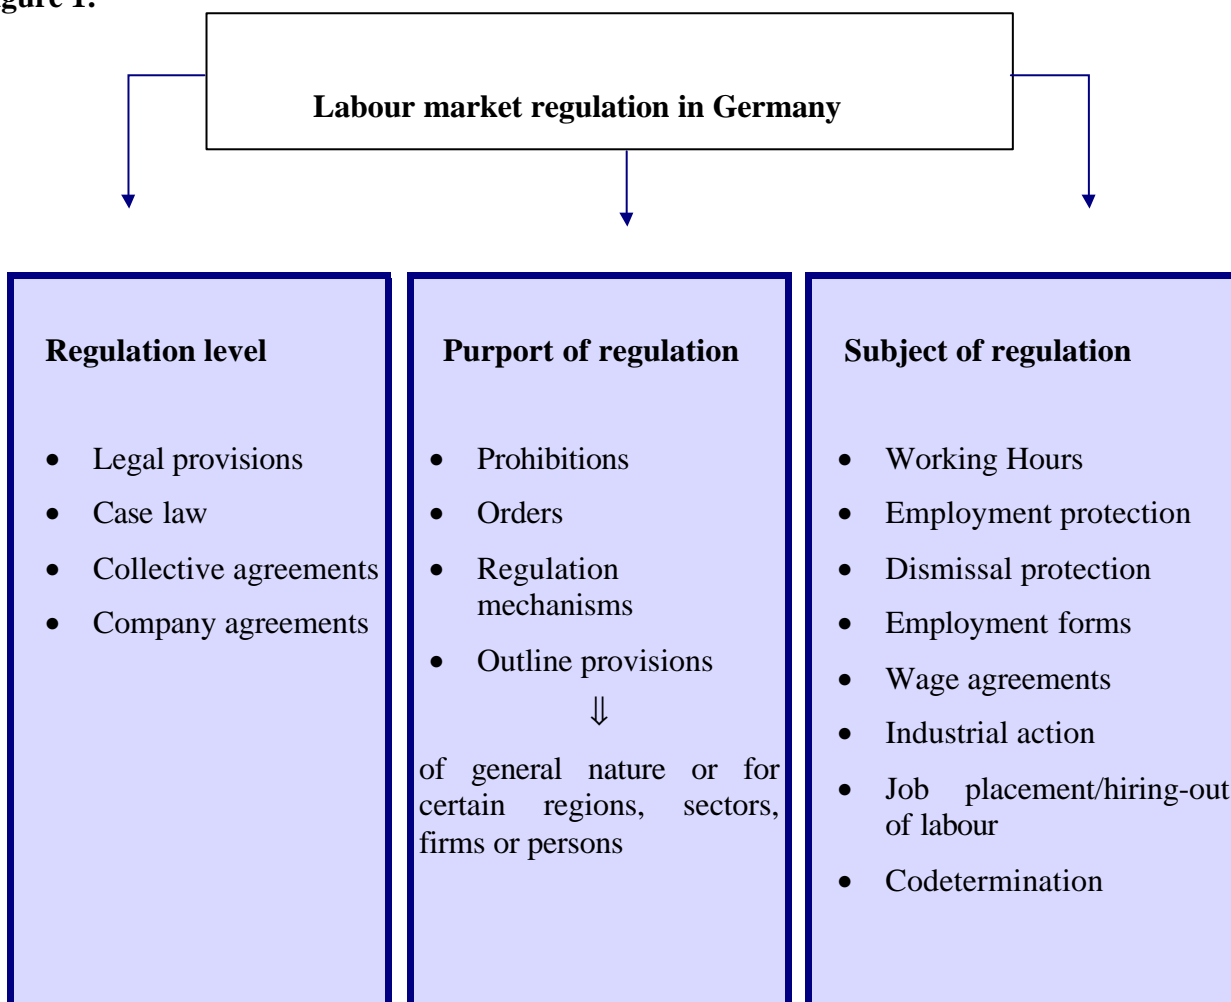 gure 1:
Labour market regulation in Germany
Regulation level
• Legal provisions
• Case law
• Collective agreements
• Company agreements
Purport of regulation
• Prohibitions
• Orders
• Regulation
mechanisms
• Outline provisions
⇓
of general nature or for
certain regions, sectors,
firms or persons
Subject of regulation
• Working Hours
• Employment protection
• Dismissal protection
• Employment forms
• Wage agreements
• Industrial action
• Job placement/hiring-out
of labour
• Codetermination